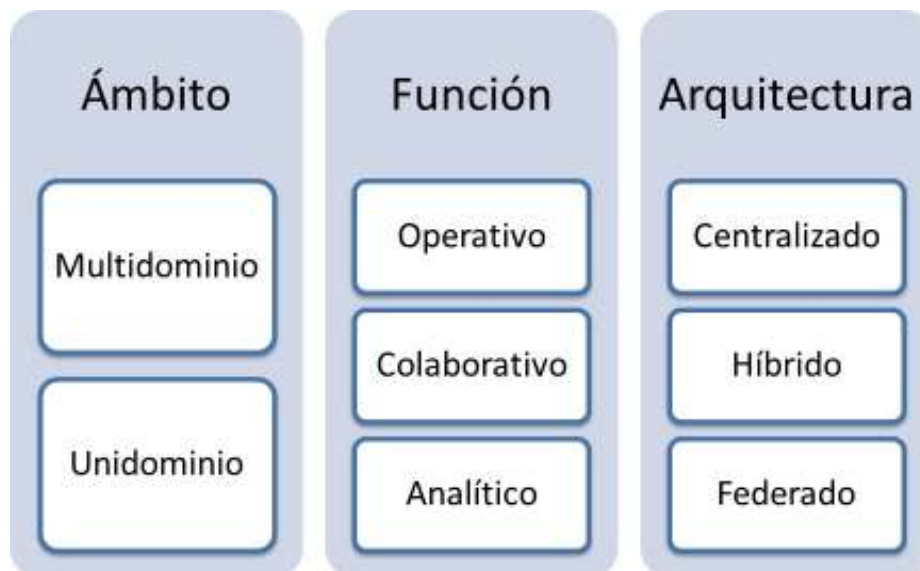 Ámbito
Multidominio
Unidominio
Función
Operativo
Colaborativo
Analítico
Arquitectura
Centralizado
Híbrido
Federado